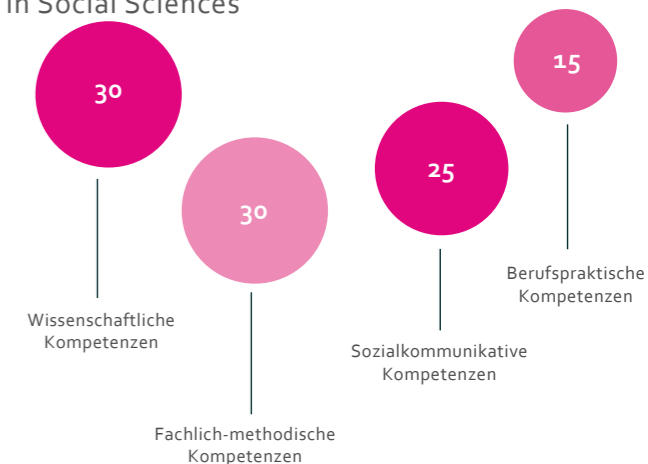 in Social Sciences
30
30
25
15
Wissenschaftliche
Kompetenzen
Fachlich-methodische
Kompetenzen
Sozialkommunikative
Kompetenzen
Berufspraktische
Kompetenzen